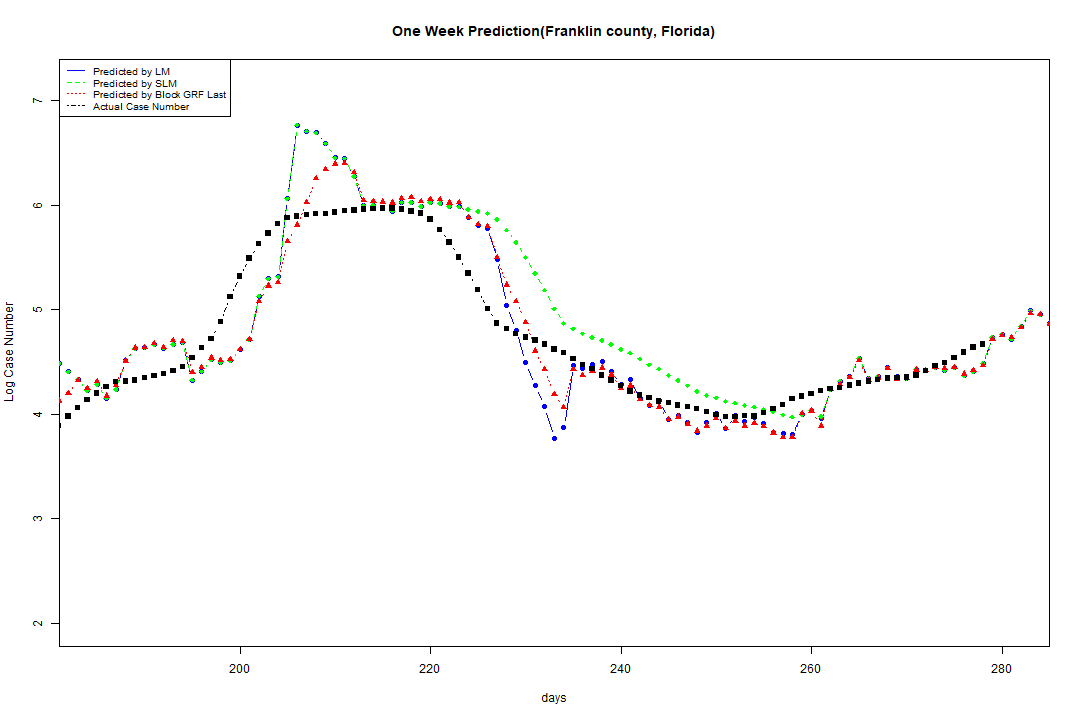 One Week Prediction(Franklin county, Florida)
Predicted by LM
Predicted by SLM
Predicted by Block GRF Last
Actual Case Number
7
6
5
4
3
2
Log Case Number
200 220 240 260 280
days